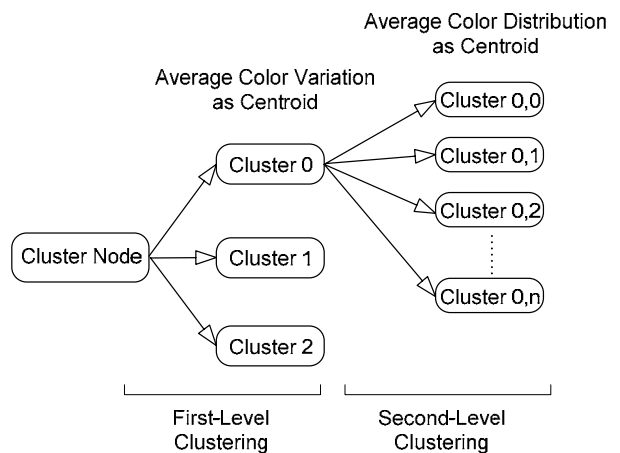 Average Color Distribution
as Centroid
Average Color Variation
as Centroid
Cluster 0,0
Cluster 0,1
Cluster 0
Cluster 0,2
Cluster Node
Cluster 1
Cluster 0,n
Cluster 2
First-Level
Clustering
Second-Level
Clustering